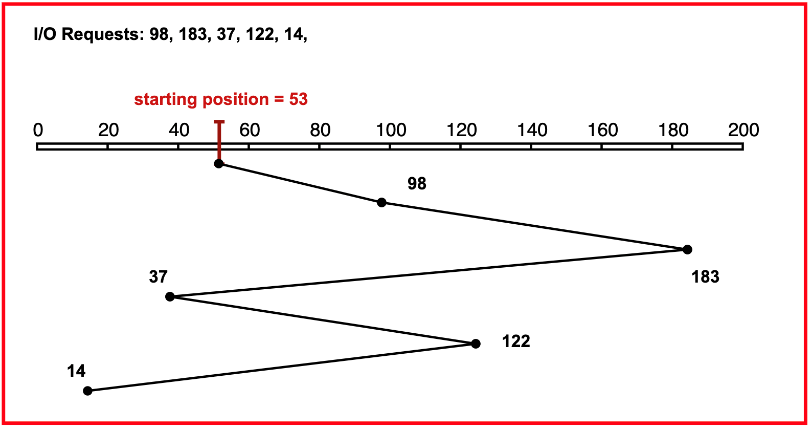 I/O Requests: 98, 183, 37, 122, 14,
starting position = 53
0 20 40 60 80 100 120 140 160 180 200
98
37 183
122
14